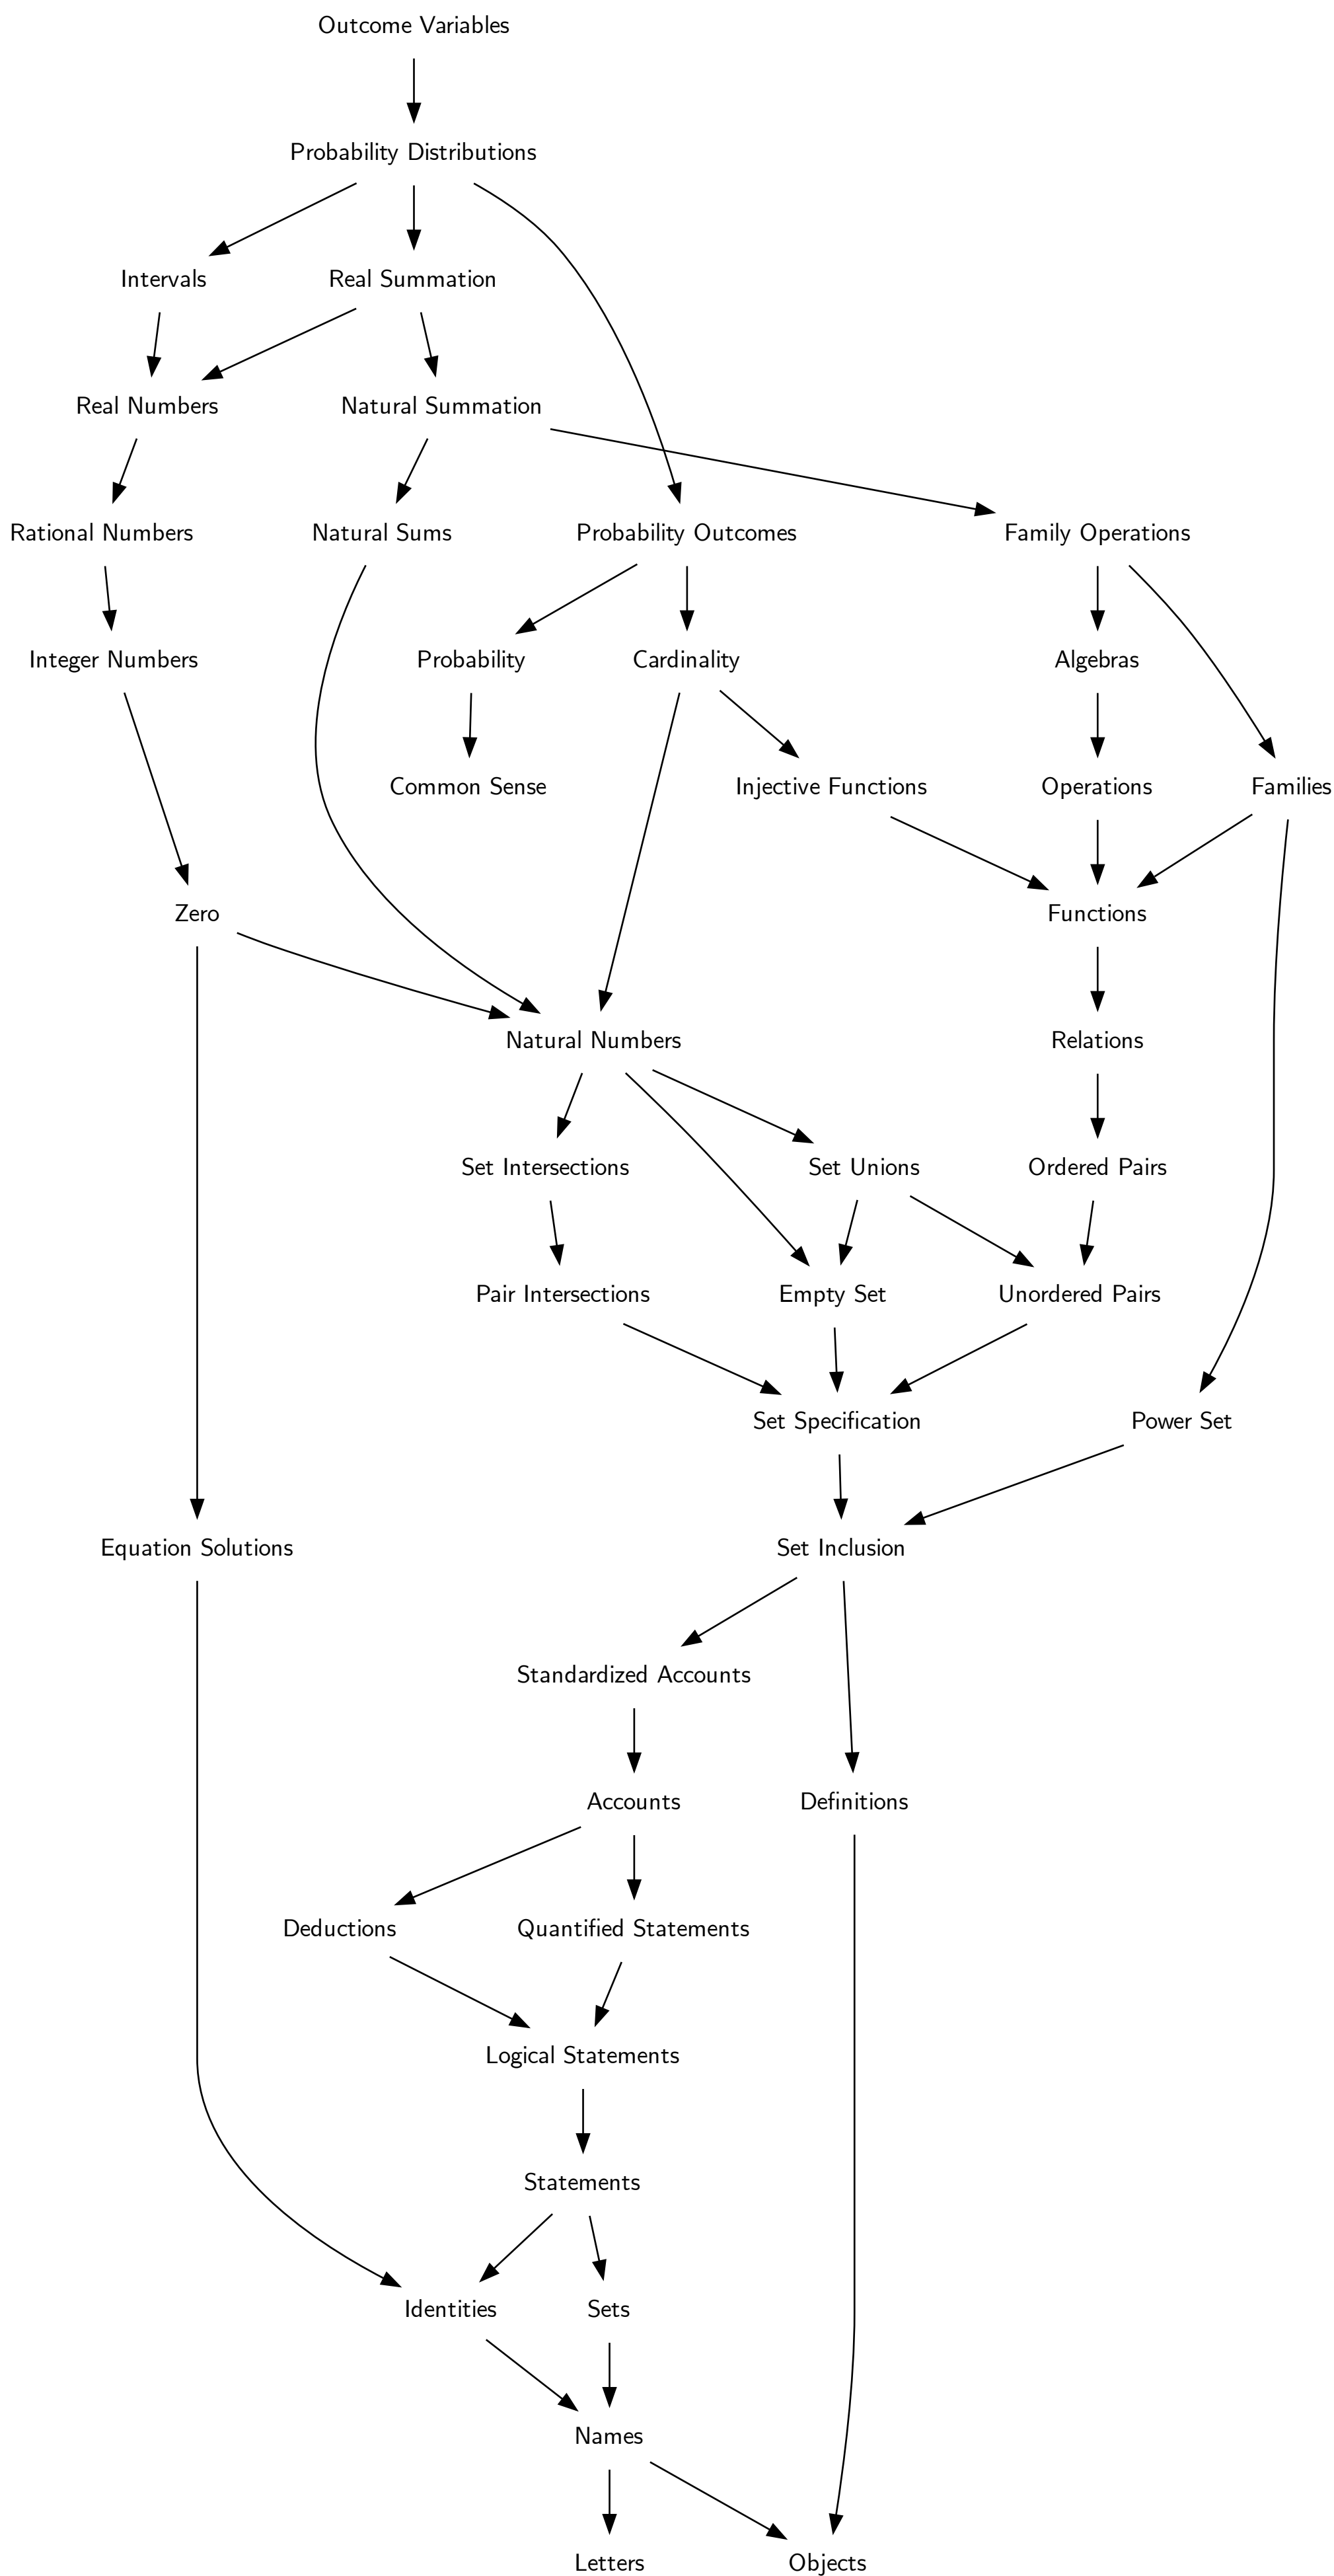 Outcome Variables
Probability Distributions
Intervals
Real Summation
Real Numbers
Natural Summation
Rational Numbers
Natural Sums
Probability Outcomes
Family Operations
Integer Numbers
Probability
Cardinality
Algebras
Common Sense
Injective Functions
Operations
Families
Zero
Functions
Natural Numbers
Relations
Set Intersections
Set Unions
Ordered Pairs
Pair Intersections
Empty Set
Unordered Pairs
Set Specification
Power Set
Equation Solutions
Set Inclusion
Standardized Accounts
Accounts
Definitions
Deductions
Quantified Statements
Logical Statements
Statements
Identities
Sets
Names
Letters
Objects